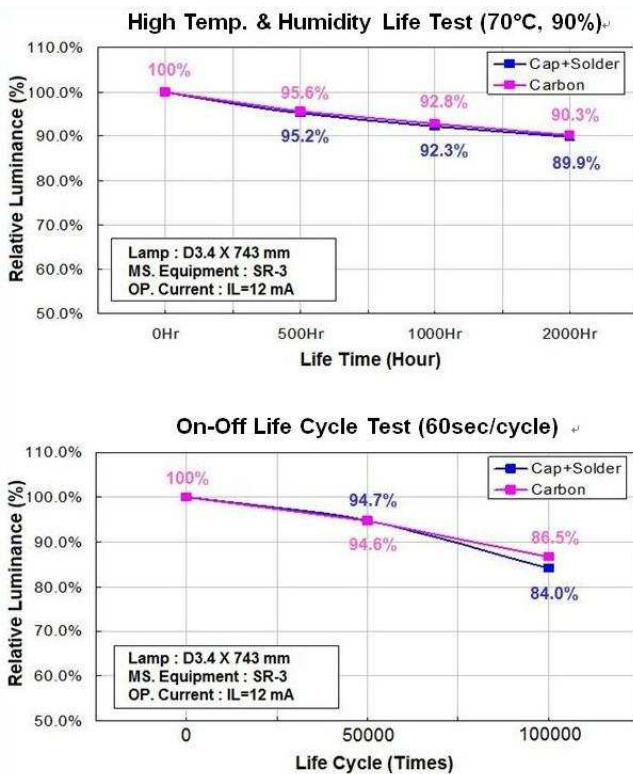 High Temp. & Humidity Life Test (70°C, 90%)↵
110.0%
100.0%
90.0%
80.0%
70.0%
60.0%
50.0%
Relative Luminance (%)
Cap+Solder
Carbon
100%
95.6%
92.8%
90.3%
95.2%
92.3%
89.9%
Lamp : D3.4 X 743 mm
MS. Equipment : SR-3
OP. Current : IL=12 mA
0Hr
500Hr
1000Hr
2000Hr
Life Time (Hour)
On-Off Life Cycle Test (60sec/cycle) ↵
110.0%
100.0%
90.0%
80.0%
70.0%
60.0%
50.0%
Relative Luminance (%)
Cap+Solder
Carbon
100%
94.7%
94.6%
86.5%
84.0%
Lamp : D3.4 X 743 mm
MS. Equipment : SR-3
OP. Current : IL=12 mA
0
50000
100000
Life Cycle (Times)